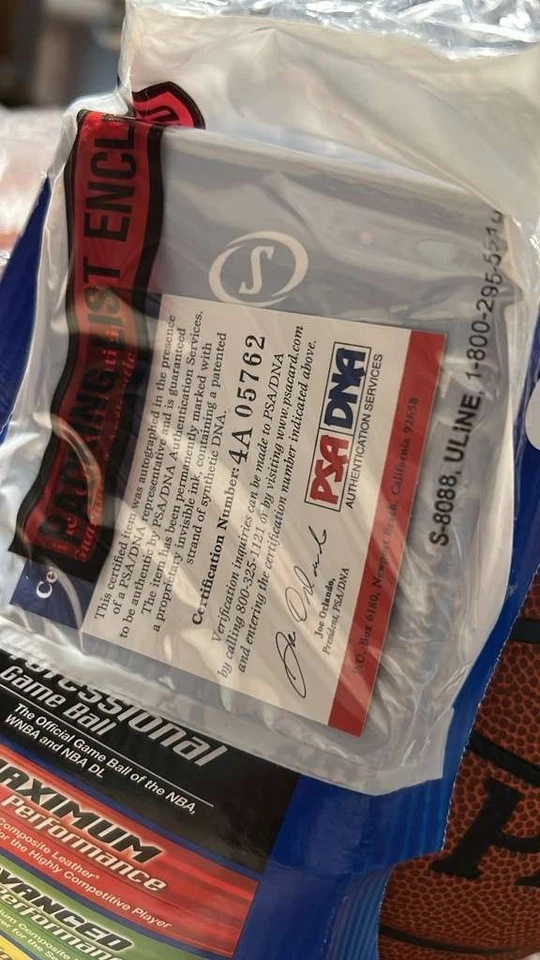 PACKING LIST ENCL
S
This certified item was autographed in the presence
of a PSA/DNA representative and is guaranteed
to be authentic by PSA/DNA Authentication Services.
The item has been permanently marked with
a proprietary invisible ink, containing a patented
strand of synthetic DNA.
Certification Number: 4A 05762
Verification inquiries can be made to PSA/DNA
by calling 800-325-1121 or by visiting www.psacard.com
and entering the certification number indicated above.
Joe Orlando,
President, PSA/DNA
PSA DNA
AUTHENTICATION SERVICES
P.O. Box 6180, Newport Beach, California 92658
S-8088, ULINE, 1-800-295-5510
Professional
Game Ball
The Official Game Ball of the NBA,
WNBA and NBA DL
MAXIMUM
Performance
Composite Leather*
for the Highly Competitive Player
ADVANCED
Performance